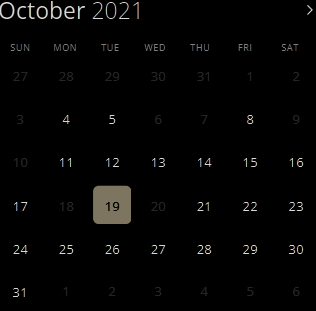 October 2021 >
SUN MON TUE WED THU FRI SAT
27 28 29 30 31 1 2
3 4 5 6 7 8 9
10 11 12 13 14 15 16
17 18 19 20 21 22 23
24 25 26 27 28 29 30
31 1 2 3 4 5 6